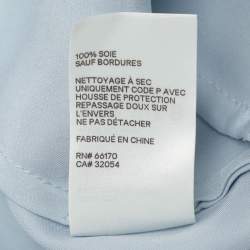 100% SOIE
SAUF BORDURES
NETTOYAGE À SEC
UNIQUEMENT CODE P AVEC
HOUSSE DE PROTECTION
REPASSAGE DOUX SUR
L'ENVERS
NE PAS DÉTACHER
FABRIQUÉ EN CHINE
RN# 66170
CA# 32054